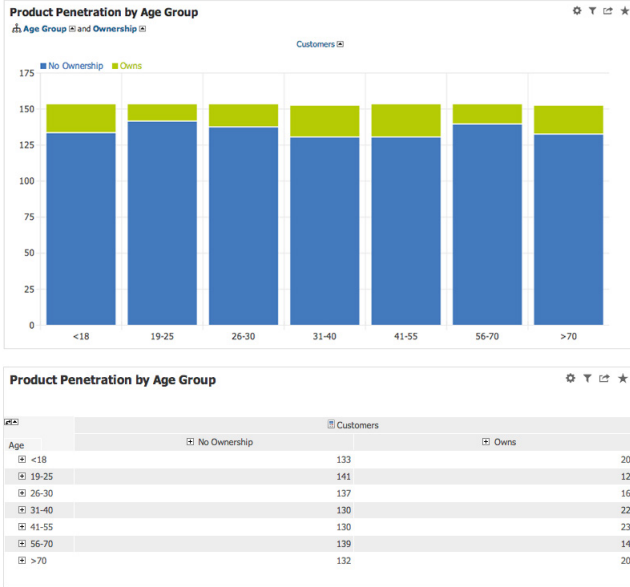 Product Penetration by Age Group
Age Group and Ownership
Customers
No Ownership Owns
175
150
125
100
75
50
25
0
<18 19-25 26-30 31-40 41-55 56-70 >70
Product Penetration by Age Group
Customers
Age No Ownership Owns
<18 133 20
19-25 141 12
26-30 137 16
31-40 130 22
41-55 130 23
56-70 139 14
>70 132 20